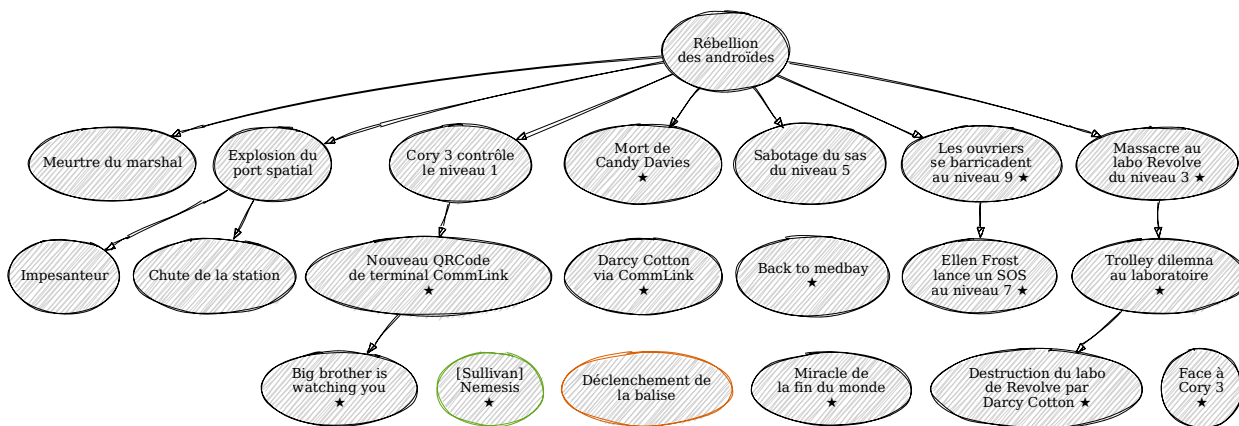 Rébellion
des androïdes
Meurtre du marshal
Explosion du
port spatial
Cory 3 contrôle
le niveau 1
Mort de
Candy Davies
★
Sabotage du sas
du niveau 5
Les ouvriers
se barricadent
au niveau 9 ★
Massacre au
labo Revolve
du niveau 3 ★
Impesanteur
Chute de la station
Nouveau QRCode
de terminal CommLink
★
Darcy Cotton
via CommLink
★
Back to medbay
★
Ellen Frost
lance un SOS
au niveau 7 ★
Trolley dilemna
au laboratoire
★
Big brother is
watching you
★
[Sullivan]
Nemesis
★
Déclenchement de
la balise
Miracle de
la fin du monde
★
Destruction du labo
de Revolve par
Darcy Cotton ★
Face à
Cory 3
★